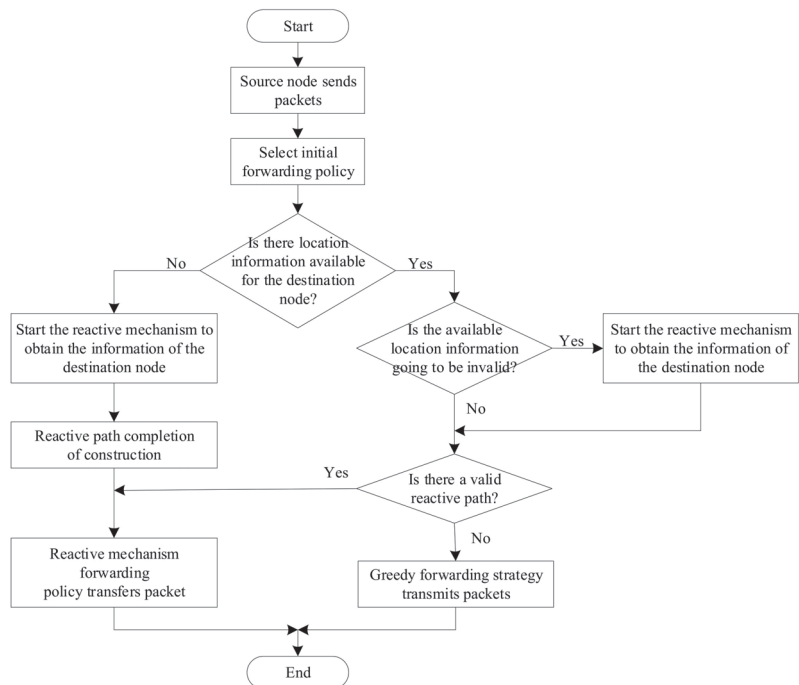 Start
Source node sends
packets
Select initial
forwarding policy
Is there location
information available
for the destination
node?
No
Yes
Start the reactive mechanism to
obtain the information of the
destination node
Is the available
location information
going to be invalid?
Yes
Start the reactive mechanism
to obtain the information of
the destination node
No
Reactive path completion
of construction
Yes
Is there a valid
reactive path?
No
Reactive mechanism
forwarding
policy transfers packet
Greedy forwarding strategy
transmits packets
End